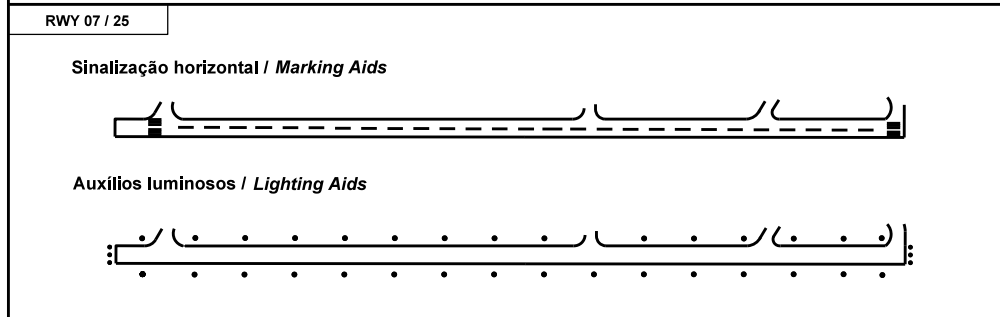 RWY 07 / 25
Sinalização horizontal / Marking Aids
Auxílios luminosos / Lighting Aids